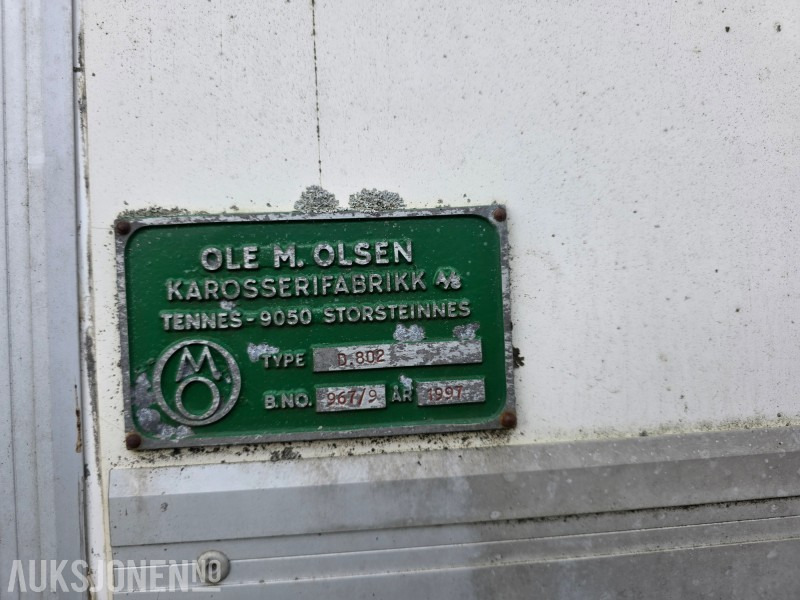 OLE M. OLSEN
KAROSSERIFABRIKK A/S
TENNES-9050 STORSTEINNES
TYPE D.802
B.NO. 967/9 ÅR 1997
M.O
AUKSJONEN.NO